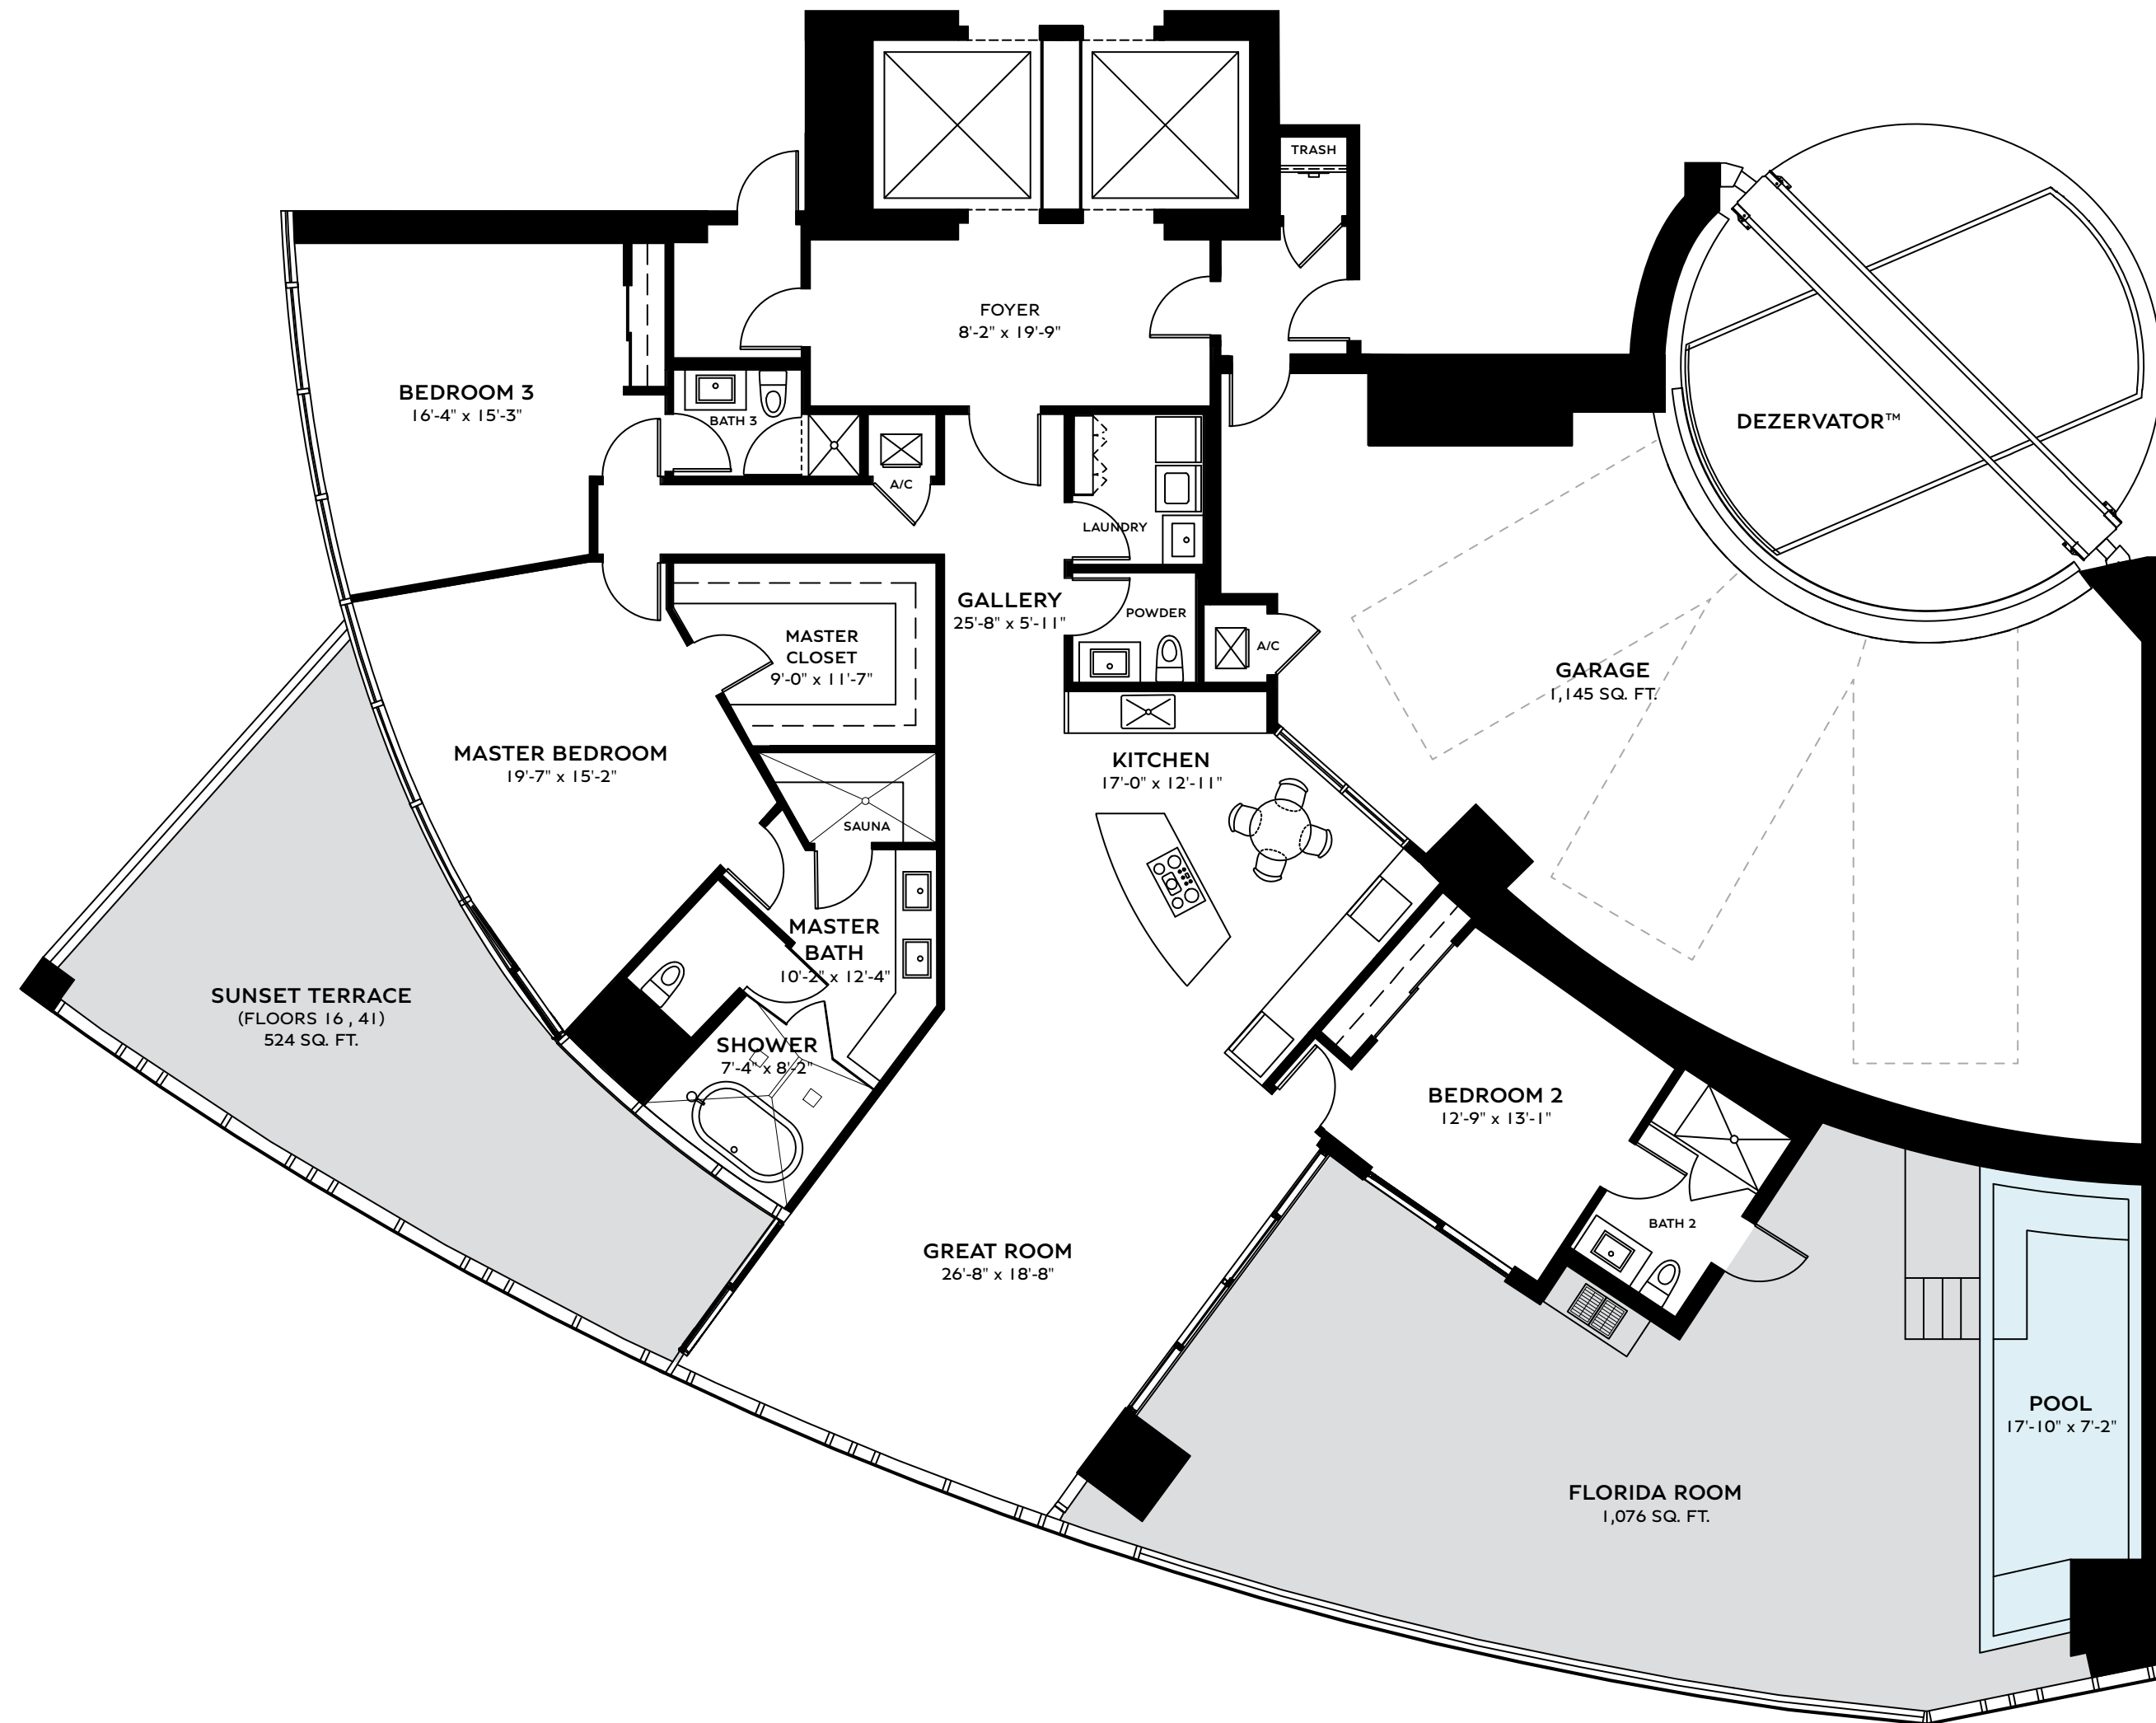 TRASH
FOYER
8'-2" x 19'-9"
BEDROOM 3
16'-4" x 15'-3"
BATH 3
DEZERVATOR™
A/C
LAUNDRY
GALLERY
25'-8" x 5'-11"
POWDER
MASTER
CLOSET
9'-0" x 11'-7"
A/C
GARAGE
1,145 SQ. FT.
MASTER BEDROOM
19'-7" x 15'-2"
KITCHEN
17'-0" x 12'-11"
SAUNA
MASTER
BATH
10'-2" x 12'-4"
SUNSET TERRACE
(FLOORS 16 , 41)
524 SQ. FT.
SHOWER
7'-4" x 8'-2"
BEDROOM 2
12'-9" x 13'-1"
BATH 2
GREAT ROOM
26'-8" x 18'-8"
POOL
17'-10" x 7'-2"
FLORIDA ROOM
1,076 SQ. FT.